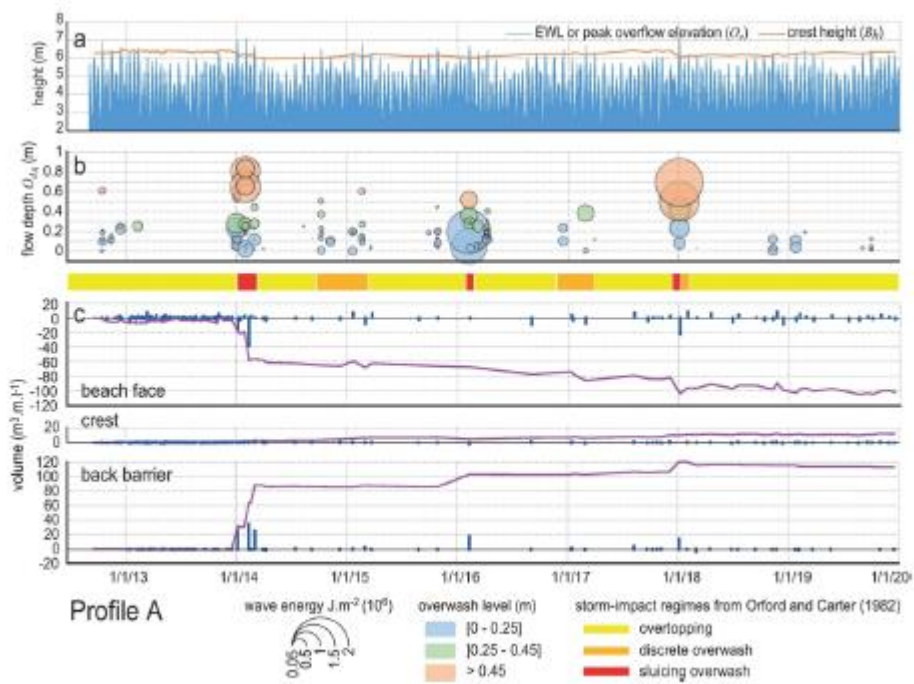 a
EWL or peak overflow elevation (Oₑ)
crest height (Bₕ)
height (m)
8
7
6
5
4
3
2
b
flow depth O_dh (m)
1
0.8
0.6
0.4
0.2
0
c
volume (m³.m.l⁻¹)
20
0
-20
-40
-60
-80
-100
-120
beach face
crest
20
0
back barrier
120
100
80
60
40
20
0
-20
1/1/13 1/1/14 1/1/15 1/1/16 1/1/17 1/1/18 1/1/19 1/1/20
Profile A
wave energy J.m⁻² (10⁶)
0.05
0.5
1
1.5
2
overwash level (m)
[0 - 0.25]
]0.25 - 0.45]
> 0.45
storm-impact regimes from Orford and Carter (1982)
overtopping
discrete overwash
sluicing overwash